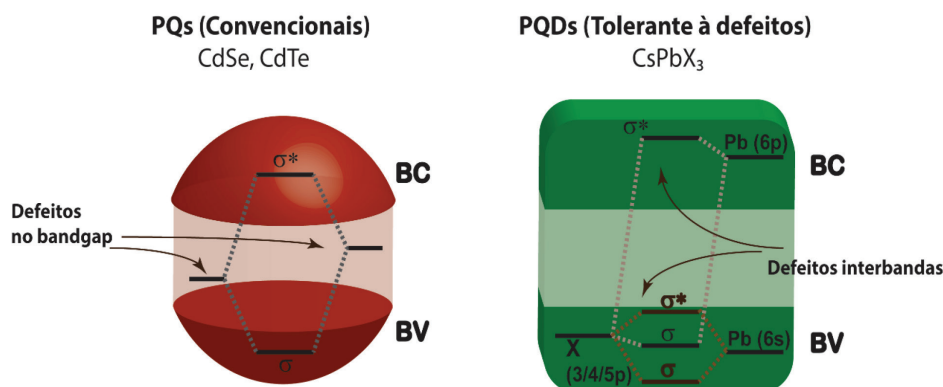 PQs (Convencionais)
CdSe, CdTe
σ*
BC
Defeitos
no bandgap
BV
σ
PQDs (Tolerante à defeitos)
CsPbX₃
σ*
Pb (6p)
BC
Defeitos interbandas
σ*
X
σ
Pb (6s)
BV
(3/4/5p)
σ